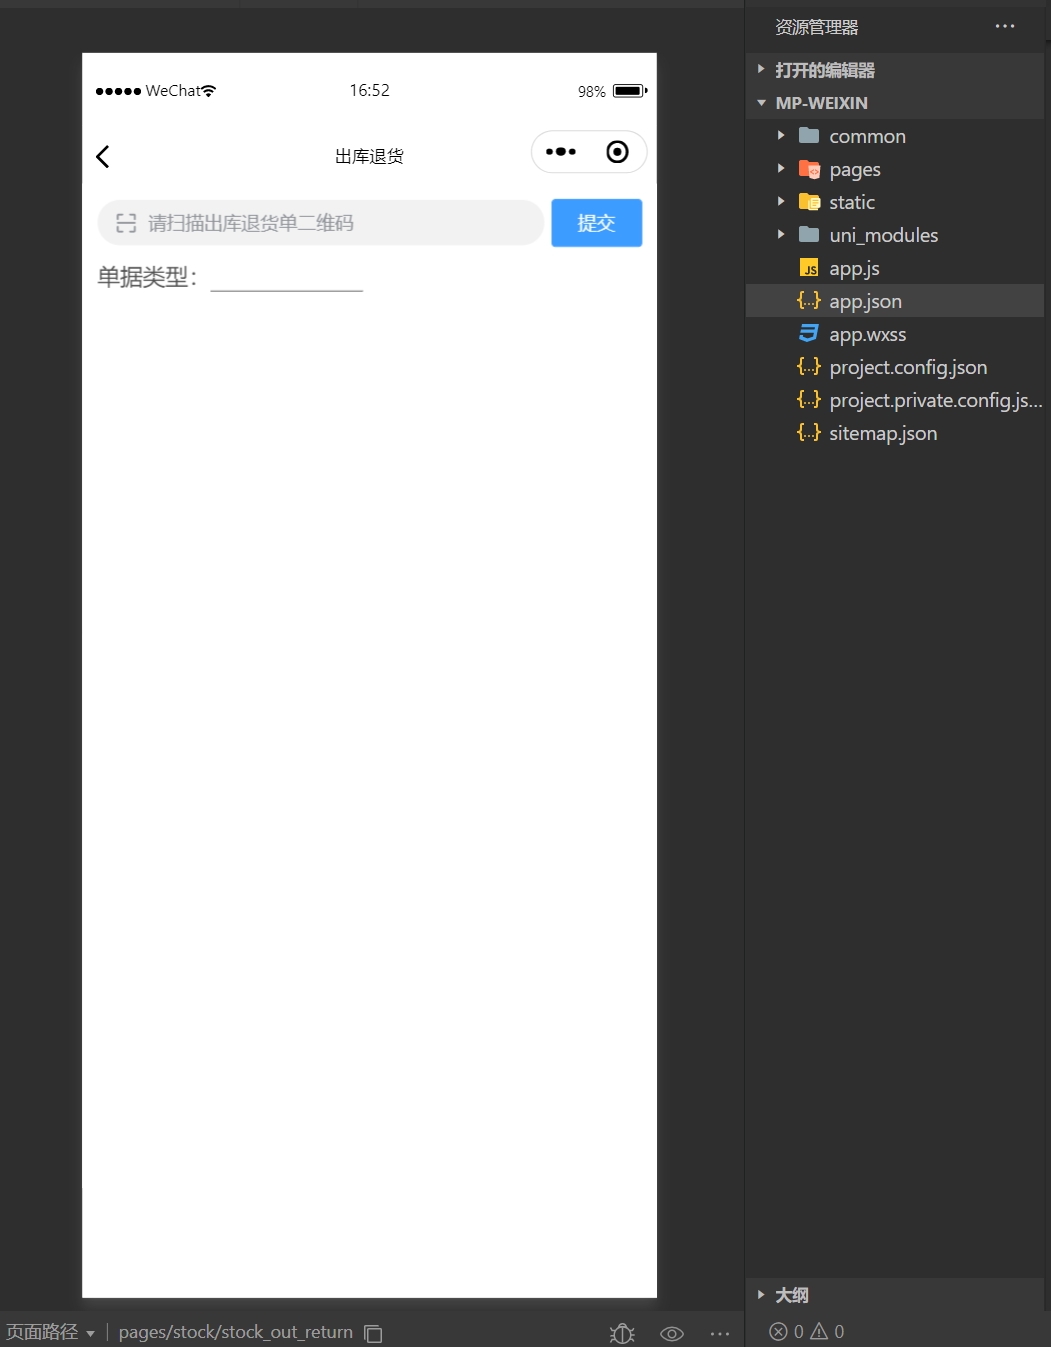 WeChat
16:52
98%
出库退货
请扫描出库退货单二维码
提交
单据类型：
页面路径
pages/stock/stock_out_return
资源管理器
打开的编辑器
MP-WEIXIN
common
pages
static
uni_modules
JS app.js
{...} app.json
app.wxss
{...} project.config.json
{...} project.private.config.js...
{...} sitemap.json
大纲
0
0